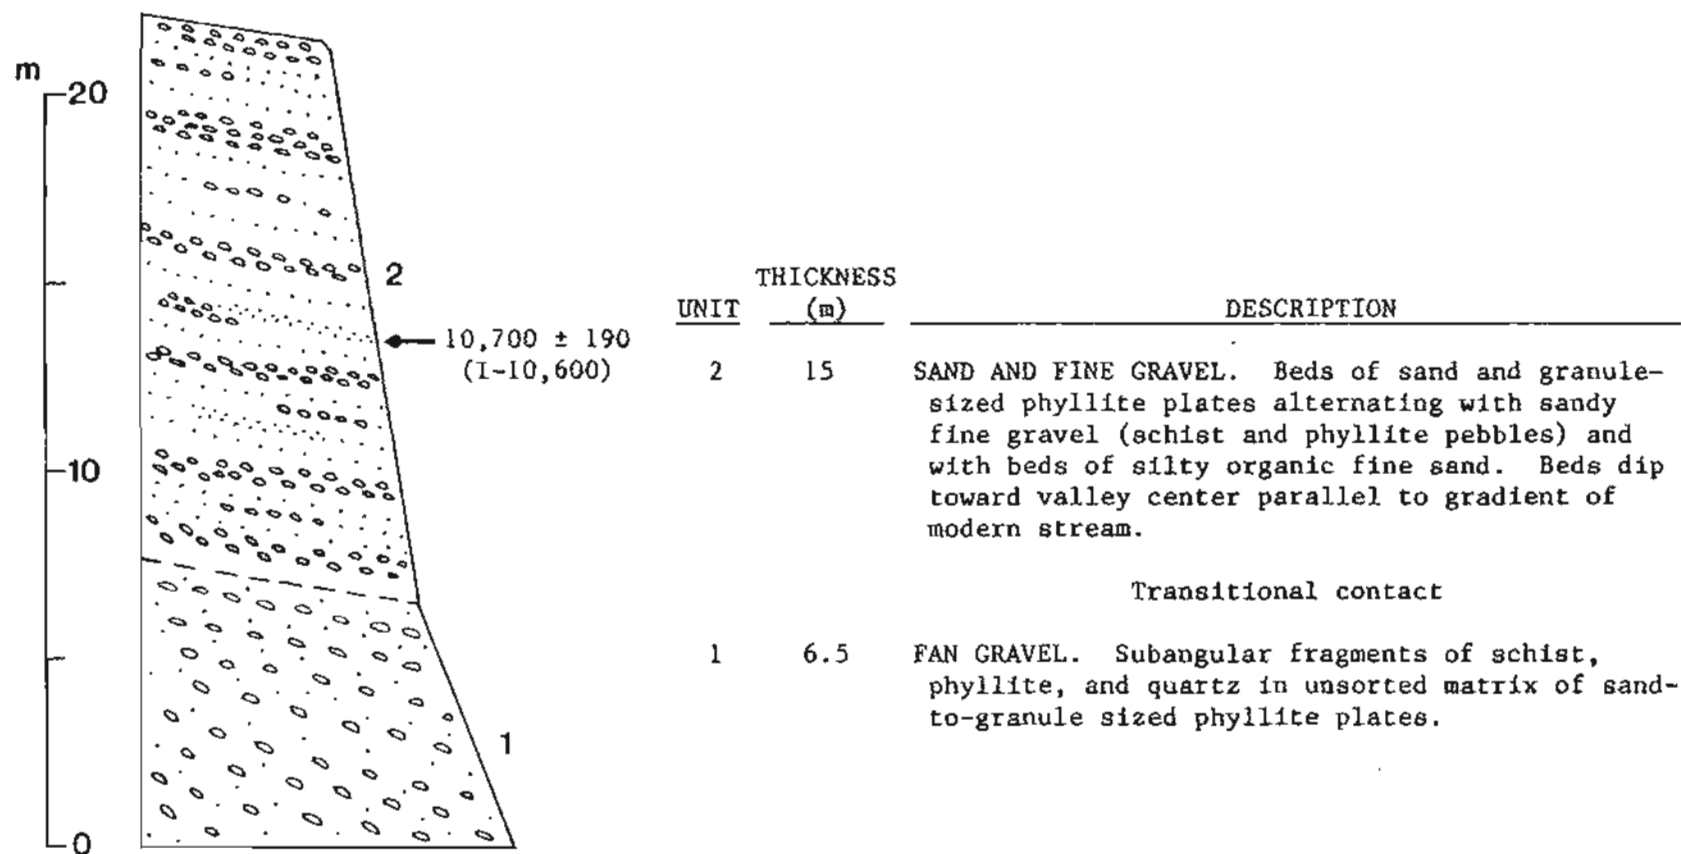 m
20
10
0
2
1
10,700 ± 190
(I-10,600)
THICKNESS
UNIT (m) DESCRIPTION
2 15 SAND AND FINE GRAVEL. Beds of sand and granule-
sized phyllite plates alternating with sandy
fine gravel (schist and phyllite pebbles) and
with beds of silty organic fine sand. Beds dip
toward valley center parallel to gradient of
modern stream.
Transitional contact
1 6.5 FAN GRAVEL. Subangular fragments of schist,
phyllite, and quartz in unsorted matrix of sand-
to-granule sized phyllite plates.